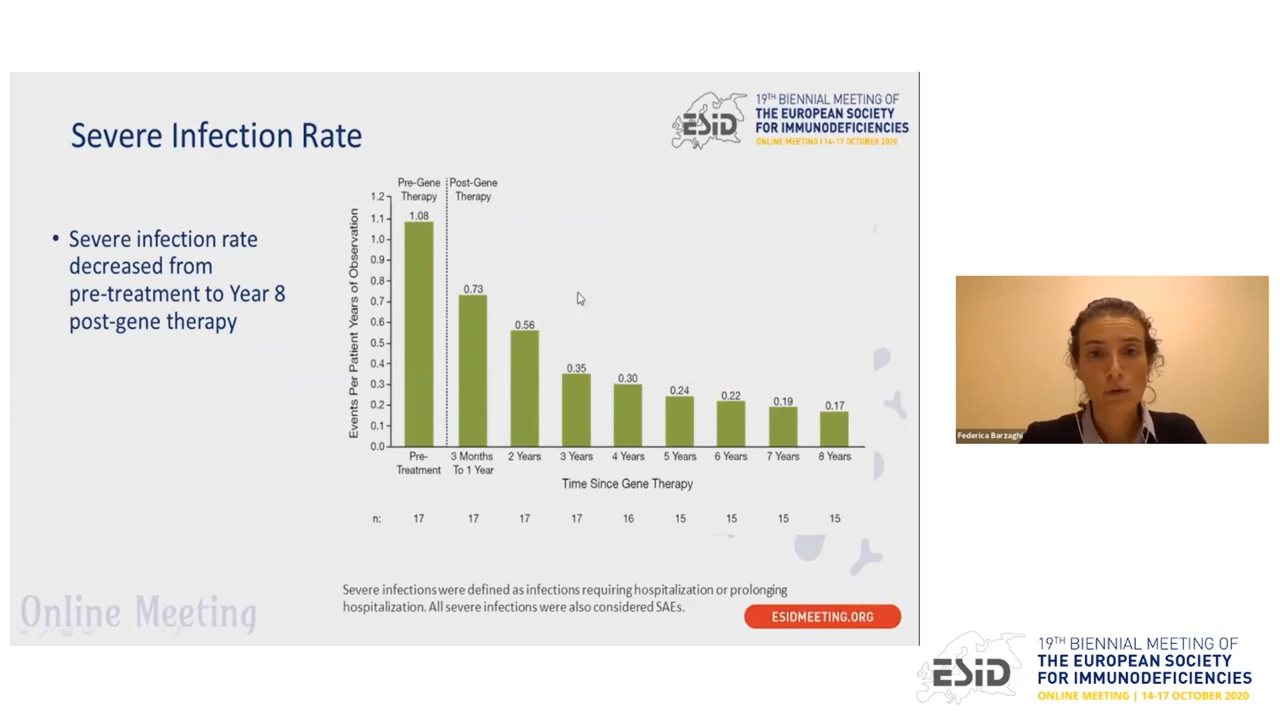 Severe Infection Rate
ESiD
19TH BIENNIAL MEETING OF
THE EUROPEAN SOCIETY
FOR IMMUNODEFICIENCIES
ONLINE MEETING | 14-17 OCTOBER 2020
• Severe infection rate
decreased from
pre-treatment to Year 8
post-gene therapy
Pre-Gene
Therapy
Post-Gene
Therapy
Events Per Patient Years of Observation
1.2
1.1
1.0
0.9
0.8
0.7
0.6
0.5
0.4
0.3
0.2
0.1
0.0
1.08
0.73
0.56
0.35
0.30
0.24
0.22
0.19
0.17
Pre-
Treatment
3 Months
To 1 Year
2 Years
3 Years
4 Years
5 Years
6 Years
7 Years
8 Years
Time Since Gene Therapy
n: 17 17 17 17 16 15 15 15 15
Severe infections were defined as infections requiring hospitalization or prolonging
hospitalization. All severe infections were also considered SAEs.
Online Meeting
ESIDMEETING.ORG
Federica Barzaghi
ESiD
19TH BIENNIAL MEETING OF
THE EUROPEAN SOCIETY
FOR IMMUNODEFICIENCIES
ONLINE MEETING | 14-17 OCTOBER 2020